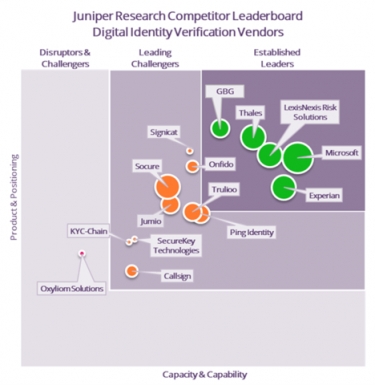 Juniper Research Competitor Leaderboard
Digital Identity Verification Vendors
Disruptors &
Challengers
Leading
Challengers
Established
Leaders
GBG
Thales
LexisNexis Risk
Solutions
Signicat
Microsoft
Onfido
Socure
Trulioo
Experian
Jumio
Ping Identity
KYC-Chain
SecureKey
Technologies
Callsign
Oxyliom Solutions
Product & Positioning
Capacity & Capability